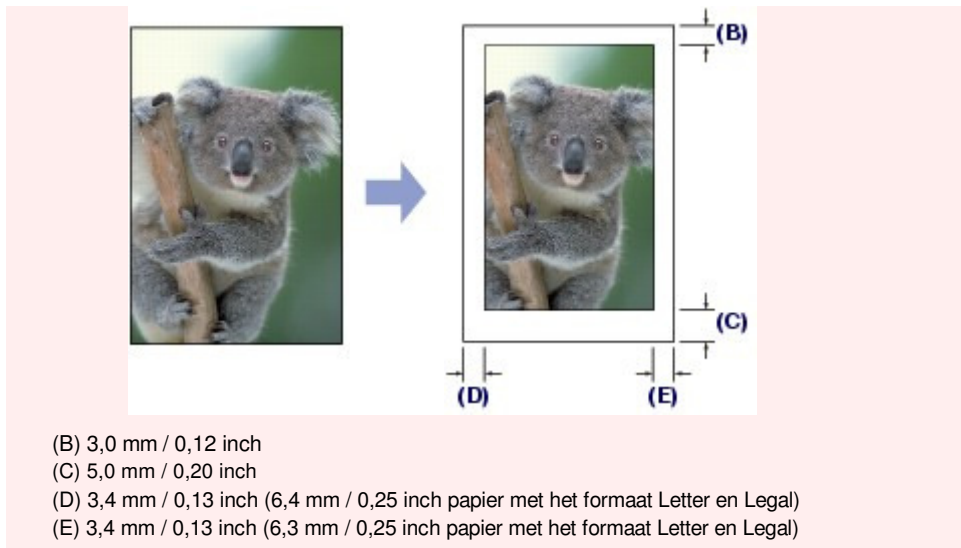 (B)
(C)
(D) (E)
(B) 3,0 mm / 0,12 inch
(C) 5,0 mm / 0,20 inch
(D) 3,4 mm / 0,13 inch (6,4 mm / 0,25 inch papier met het formaat Letter en Legal)
(E) 3,4 mm / 0,13 inch (6,3 mm / 0,25 inch papier met het formaat Letter en Legal)